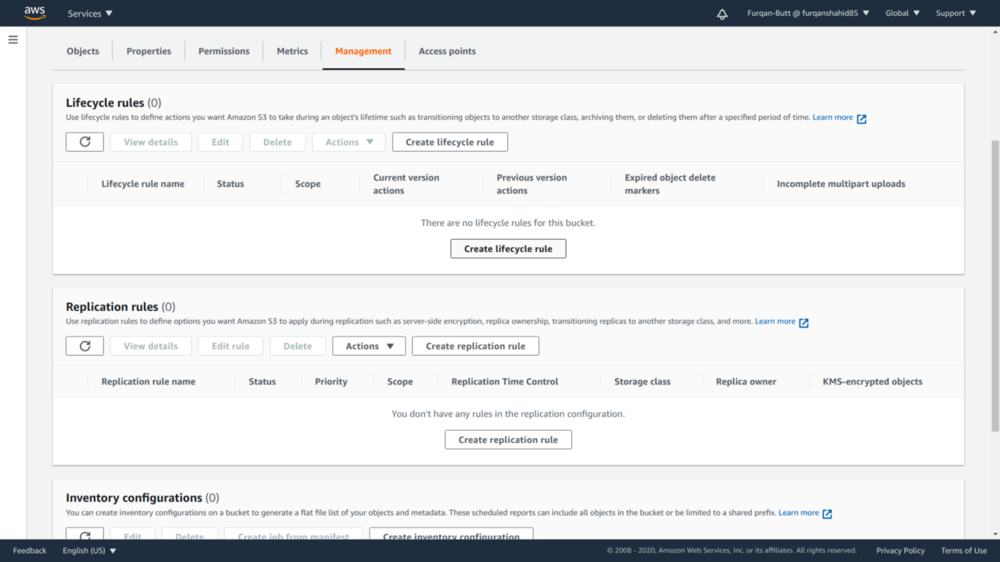 aws Services Furqan-Butt @ furqanshahid85 Global Support
Objects Properties Permissions Metrics Management Access points
Lifecycle rules (0)
Use lifecycle rules to define actions you want Amazon S3 to take during an object's lifetime such as transitioning objects to another storage class, archiving them, or deleting them after a specified period of time. Learn more
View details Edit Delete Actions Create lifecycle rule
Lifecycle rule name Status Scope Current version actions Previous version actions Expired object delete markers Incomplete multipart uploads
There are no lifecycle rules for this bucket.
Create lifecycle rule
Replication rules (0)
Use replication rules to define options you want Amazon S3 to apply during replication such as server-side encryption, replica ownership, transitioning replicas to another storage class, and more. Learn more
View details Edit rule Delete Actions Create replication rule
Replication rule name Status Priority Scope Replication Time Control Storage class Replica owner KMS-encrypted objects
You don't have any rules in the replication configuration.
Create replication rule
Inventory configurations (0)
You can create inventory configurations on a bucket to generate a flat file list of your objects and metadata. These scheduled reports can include all objects in the bucket or be limited to a shared prefix. Learn more
Edit Delete Create job from manifest Create inventory configuration
Feedback English (US) © 2008 - 2020, Amazon Web Services, Inc. or its affiliates. All rights reserved. Privacy Policy Terms of Use